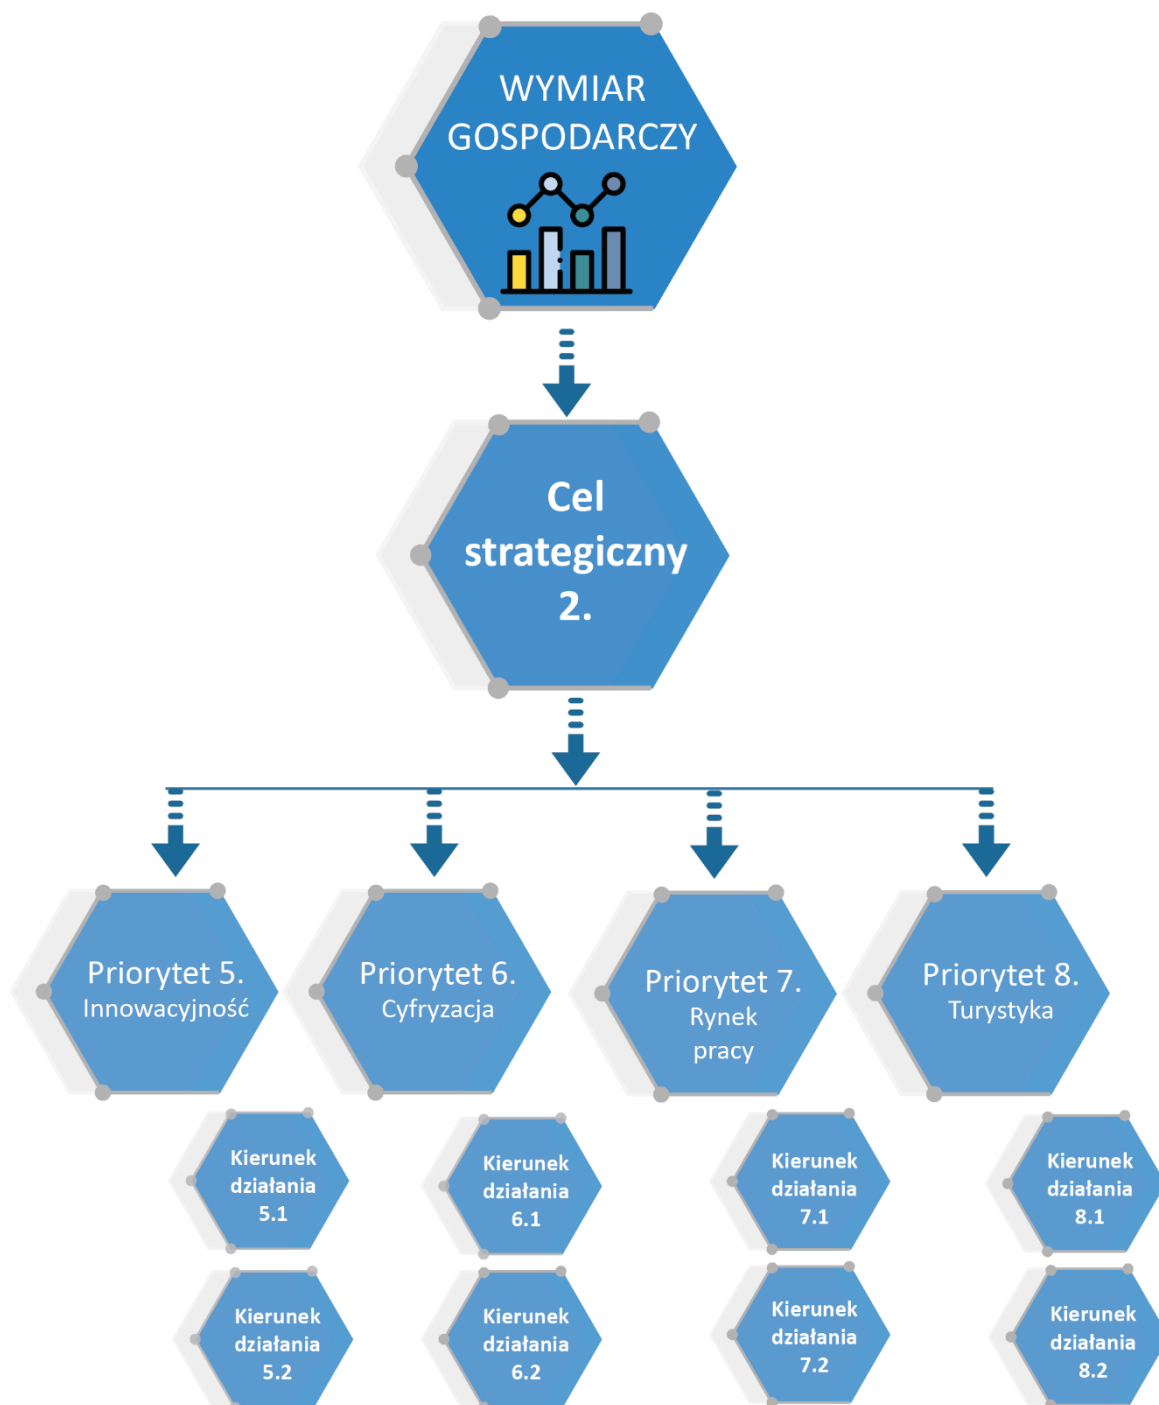 WYMIAR
GOSPODARCZY
Cel
strategiczny
2.
Priorytet 5.
Innowacyjność
Priorytet 6.
Cyfryzacja
Priorytet 7.
Rynek
pracy
Priorytet 8.
Turystyka
Kierunek
działania
5.1
Kierunek
działania
6.1
Kierunek
działania
7.1
Kierunek
działania
8.1
Kierunek
działania
5.2
Kierunek
działania
6.2
Kierunek
działania
7.2
Kierunek
działania
8.2